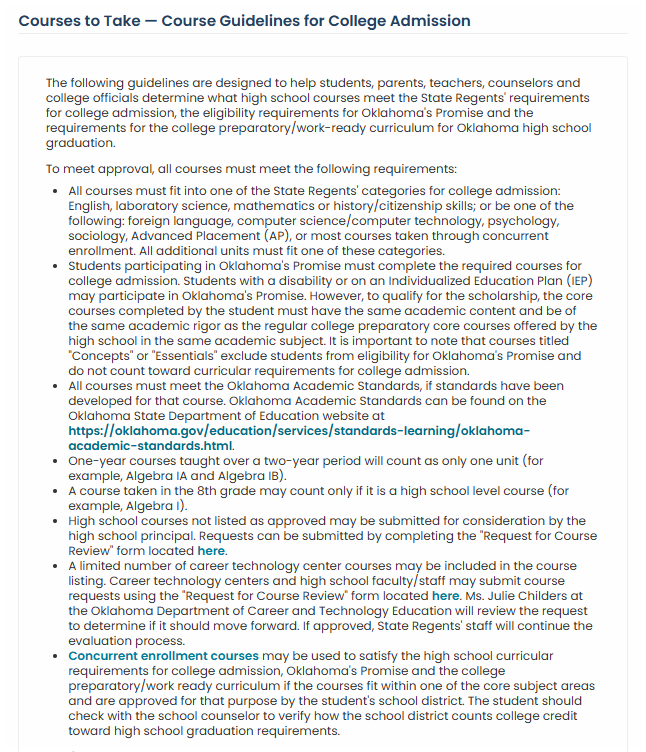 Courses to Take — Course Guidelines for College Admission
The following guidelines are designed to help students, parents, teachers, counselors and
college officials determine what high school courses meet the State Regents' requirements
for college admission, the eligibility requirements for Oklahoma's Promise and the
requirements for the college preparatory/work-ready curriculum for Oklahoma high school
graduation.
To meet approval, all courses must meet the following requirements:
• All courses must fit into one of the State Regents' categories for college admission:
English, laboratory science, mathematics or history/citizenship skills; or be one of the
following: foreign language, computer science/computer technology, psychology,
sociology, Advanced Placement (AP), or most courses taken through concurrent
enrollment. All additional units must fit one of these categories.
• Students participating in Oklahoma's Promise must complete the required courses for
college admission. Students with a disability or on an Individualized Education Plan (IEP)
may participate in Oklahoma's Promise. However, to qualify for the scholarship, the core
courses completed by the student must have the same academic content and be of
the same academic rigor as the regular college preparatory core courses offered by the
high school in the same academic subject. It is important to note that courses titled
"Concepts" or "Essentials" exclude students from eligibility for Oklahoma's Promise and
do not count toward curricular requirements for college admission.
• All courses must meet the Oklahoma Academic Standards, if standards have been
developed for that course. Oklahoma Academic Standards can be found on the
Oklahoma State Department of Education website at
https://oklahoma.gov/education/services/standards-learning/oklahoma-
academic-standards.html.
• One-year courses taught over a two-year period will count as only one unit (for
example, Algebra IA and Algebra IB).
• A course taken in the 8th grade may count only if it is a high school level course (for
example, Algebra I).
• High school courses not listed as approved may be submitted for consideration by the
high school principal. Requests can be submitted by completing the "Request for Course
Review" form located here.
• A limited number of career technology center courses may be included in the course
listing. Career technology centers and high school faculty/staff may submit course
requests using the "Request for Course Review" form located here. Ms. Julie Childers at
the Oklahoma Department of Career and Technology Education will review the request
to determine if it should move forward. If approved, State Regents' staff will continue the
evaluation process.
• Concurrent enrollment courses may be used to satisfy the high school curricular
requirements for college admission, Oklahoma's Promise and the college
preparatory/work ready curriculum if the courses fit within one of the core subject areas
and are approved for that purpose by the student's school district. The student should
check with the school counselor to verify how the school district counts college credit
toward high school graduation requirements.